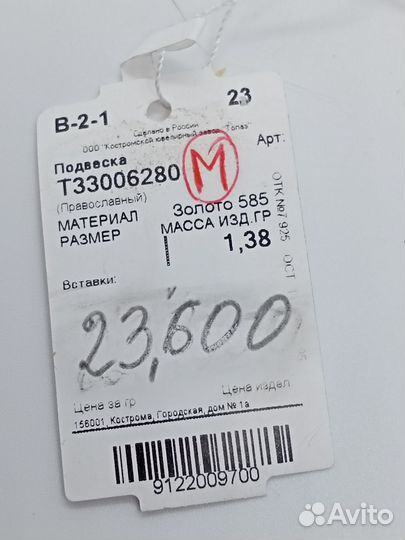 В-2-1 23
Сделано в России
ООО "Костромской ювелирный завод "Топаз"
Подвеска Арт:
Т33006280 М
(Православный)
МАТЕРИАЛ Золото 585
РАЗМЕР МАССА ИЗД.ГР
1,38
ОТК №7 925 ОСТ
Вставки:
23,600
Цена за гр Цена издел
156001, Кострома, Городская, дом № 1а
9122009700
Avito